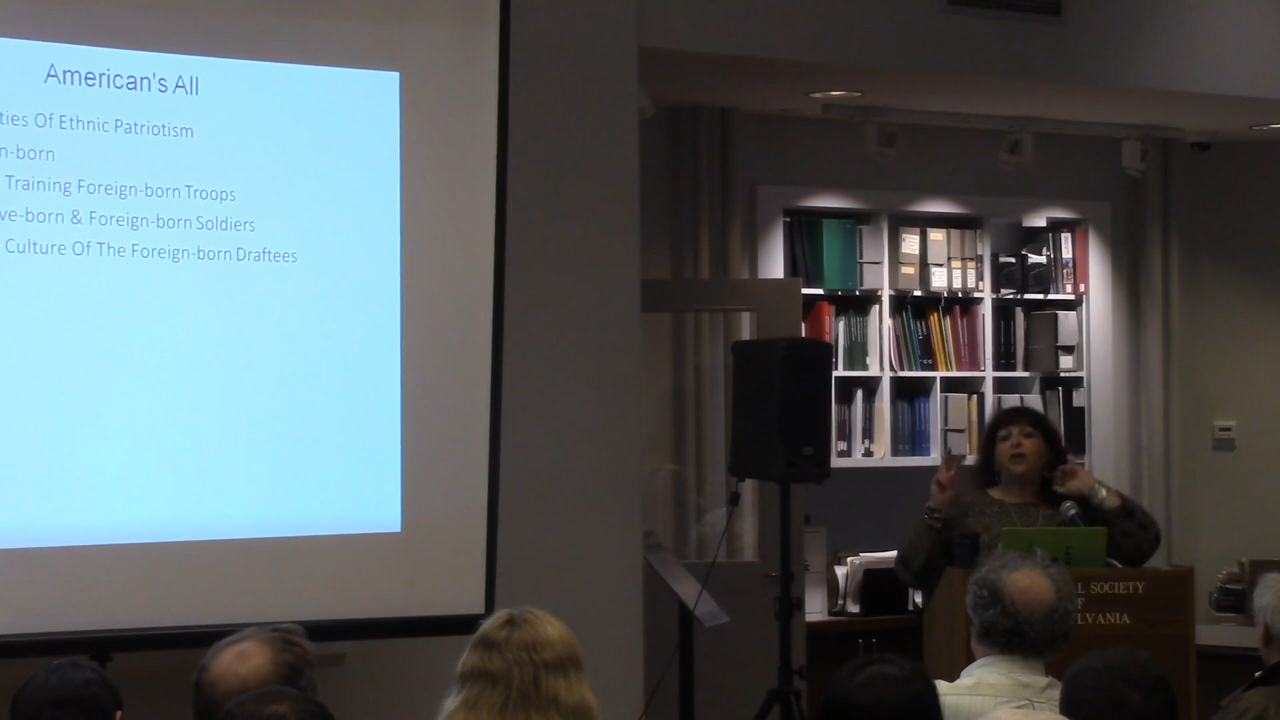 American's All
ties Of Ethnic Patriotism
n-born
Training Foreign-born Troops
ve-born & Foreign-born Soldiers
Culture Of The Foreign-born Draftees
L SOCIETY
F
SLVANIA